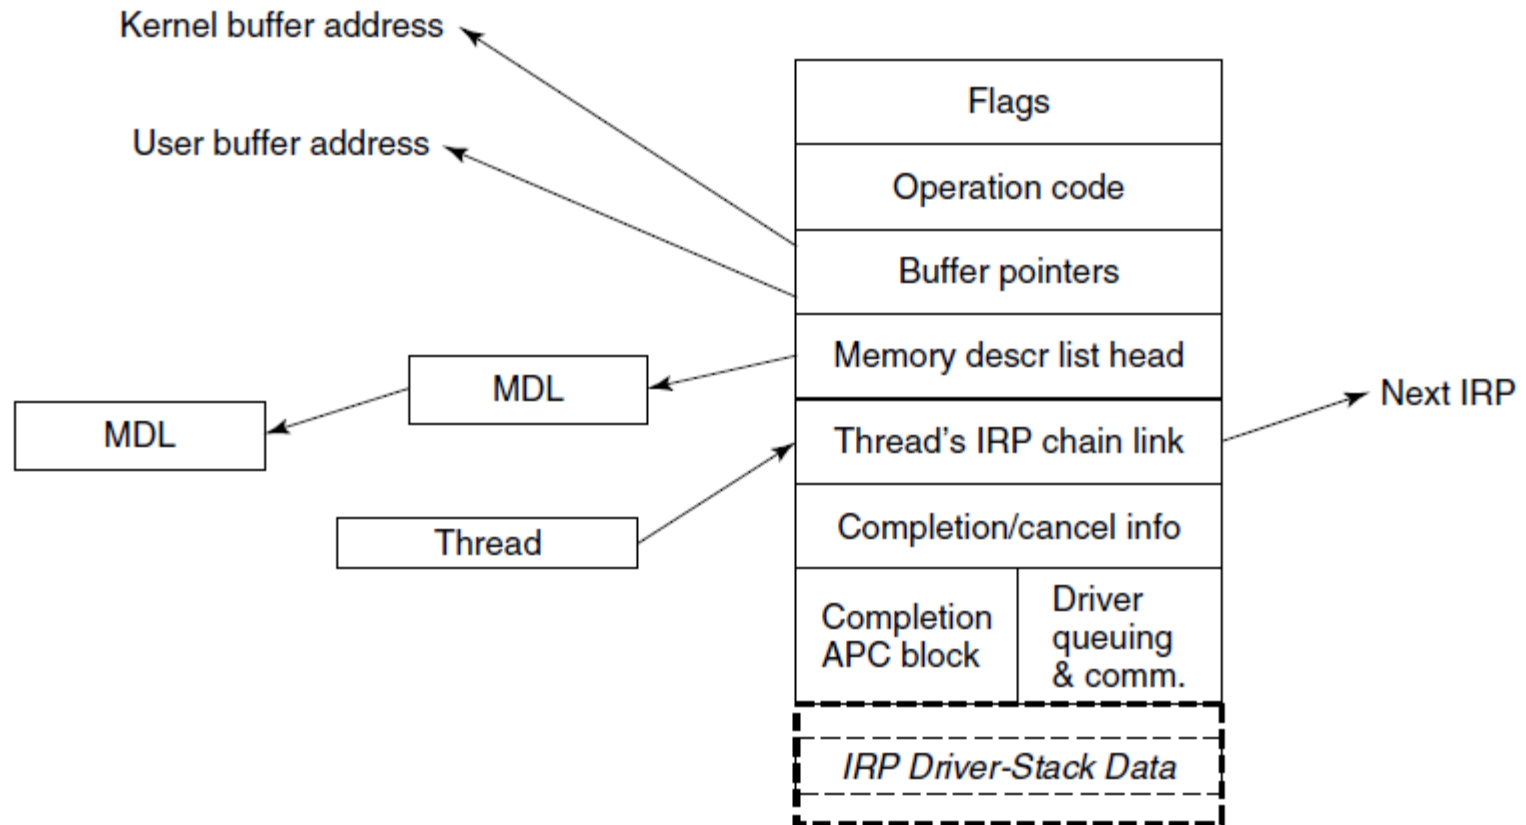 Kernel buffer address
User buffer address
Flags
Operation code
Buffer pointers
Memory descr list head
MDL
MDL
Thread’s IRP chain link
Next IRP
Thread
Completion/cancel info
Completion
APC block
Driver
queuing
& comm.
IRP Driver-Stack Data